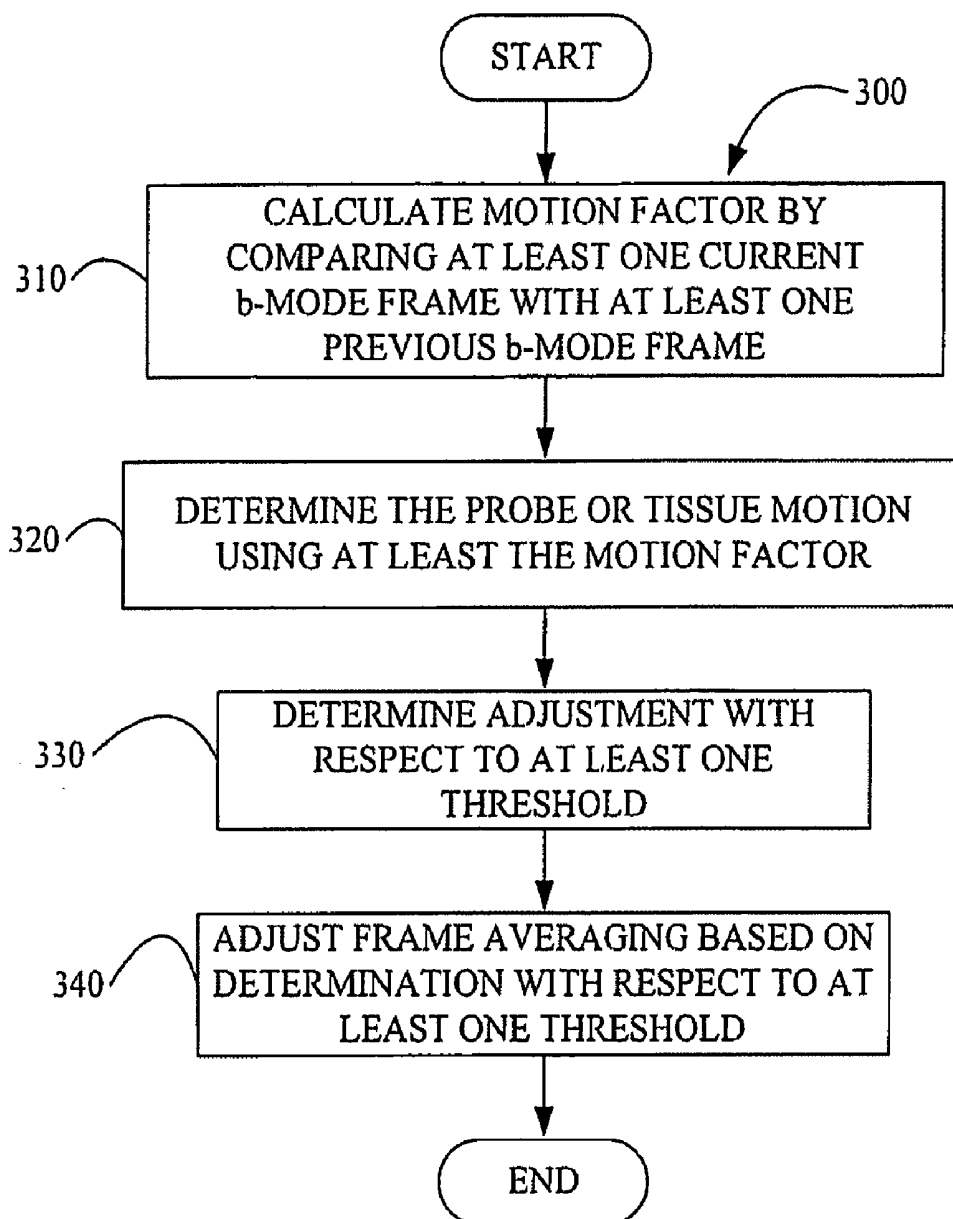 START
300
310
CALCULATE MOTION FACTOR BY
COMPARING AT LEAST ONE CURRENT
b-MODE FRAME WITH AT LEAST ONE
PREVIOUS b-MODE FRAME
320
DETERMINE THE PROBE OR TISSUE MOTION
USING AT LEAST THE MOTION FACTOR
330
DETERMINE ADJUSTMENT WITH
RESPECT TO AT LEAST ONE
THRESHOLD
340
ADJUST FRAME AVERAGING BASED ON
DETERMINATION WITH RESPECT TO AT
LEAST ONE THRESHOLD
END